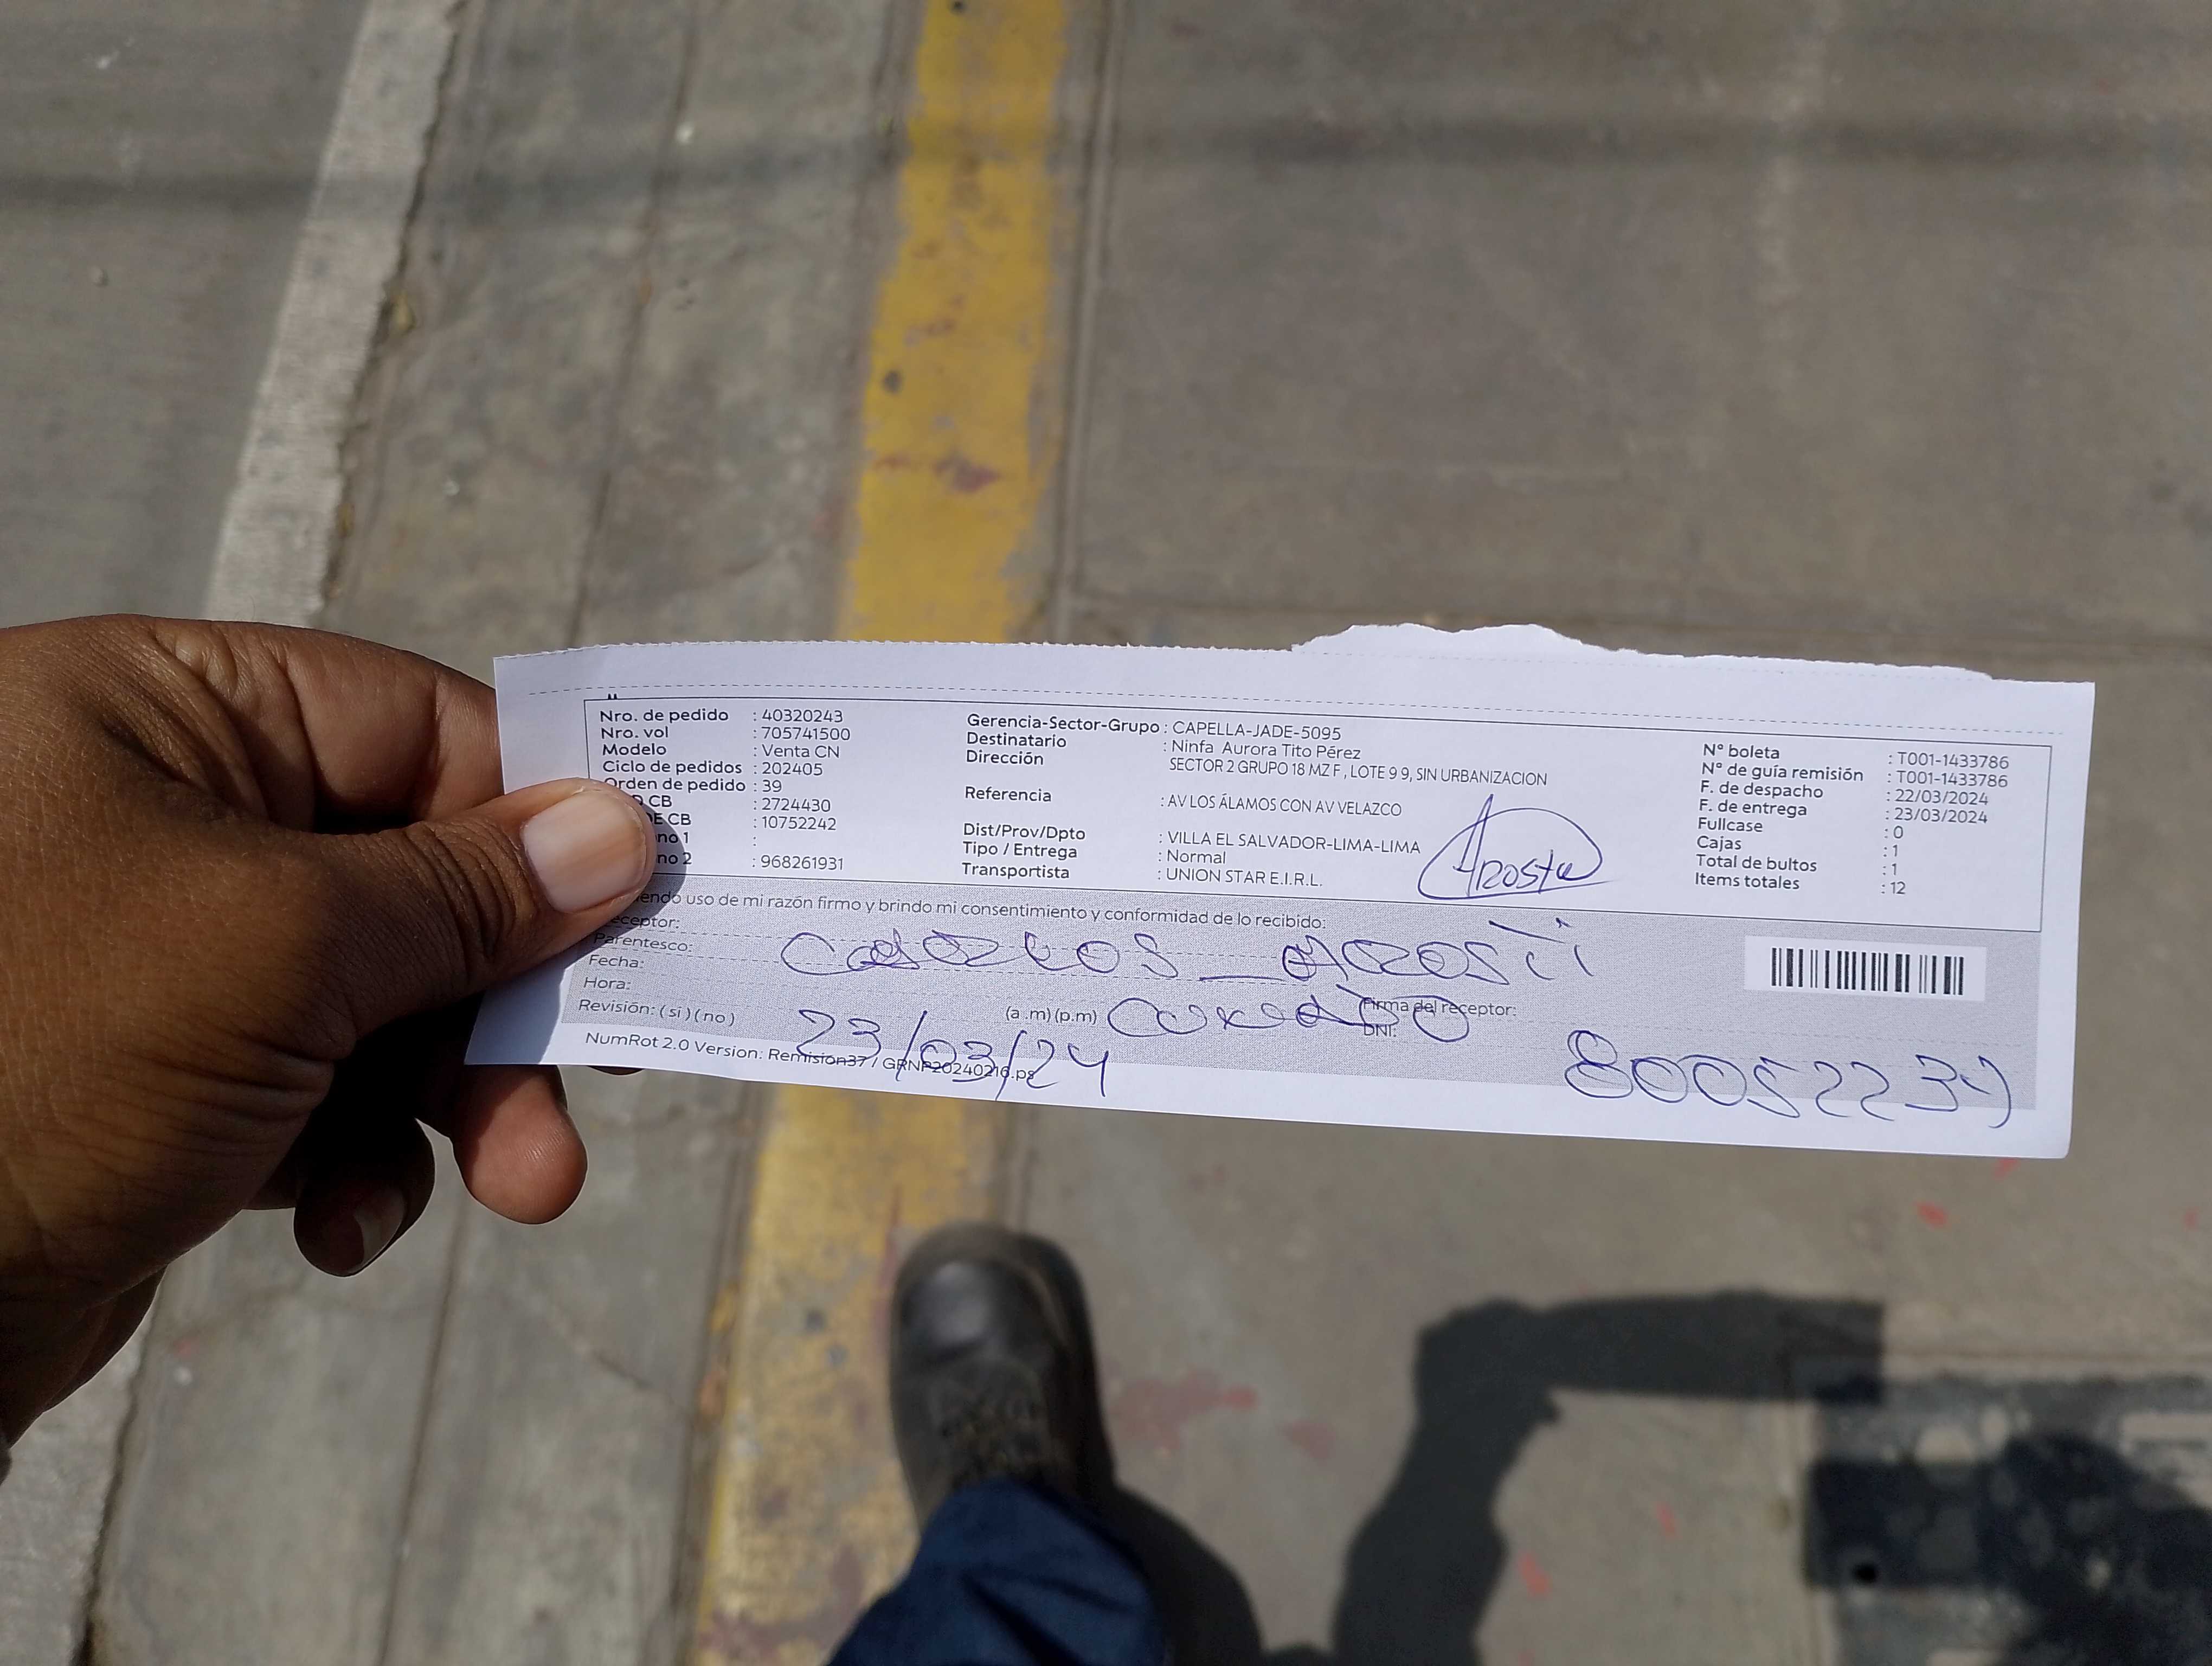 Nro. de pedido : 40320243
Nro. vol : 705741500
Modelo : Venta CN
Ciclo de pedidos : 202405
Orden de pedido : 39
CB : 2724430
DE CB : 10752242
no 1 :
no 2 : 968261931
Gerencia-Sector-Grupo : CAPELLA-JADE-5095
Destinatario : Ninfa Aurora Tito Pérez
Dirección SECTOR 2 GRUPO 18 MZ F , LOTE 9 9, SIN URBANIZACION
Referencia : AV LOS ÁLAMOS CON AV VELAZCO
Dist/Prov/Dpto : VILLA EL SALVADOR-LIMA-LIMA
Tipo / Entrega : Normal
Transportista : UNION STAR E.I.R.L.
Acosta
N° boleta : T001-1433786
N° de guía remisión : T001-1433786
F. de despacho : 22/03/2024
F. de entrega : 23/03/2024
Fullcase : 0
Cajas : 1
Total de bultos : 1
Items totales : 12
endo uso de mi razón firmo y brindo mi consentimiento y conformidad de lo recibido:
eceptor:
Parentesco:
Fecha:
Hora: (a .m) (p.m) Firma del receptor:
Revisión: ( si ) ( no ) DNI:
23/03/24
NumRot 2.0 Version: Remision37 / GRNP20240216.ps